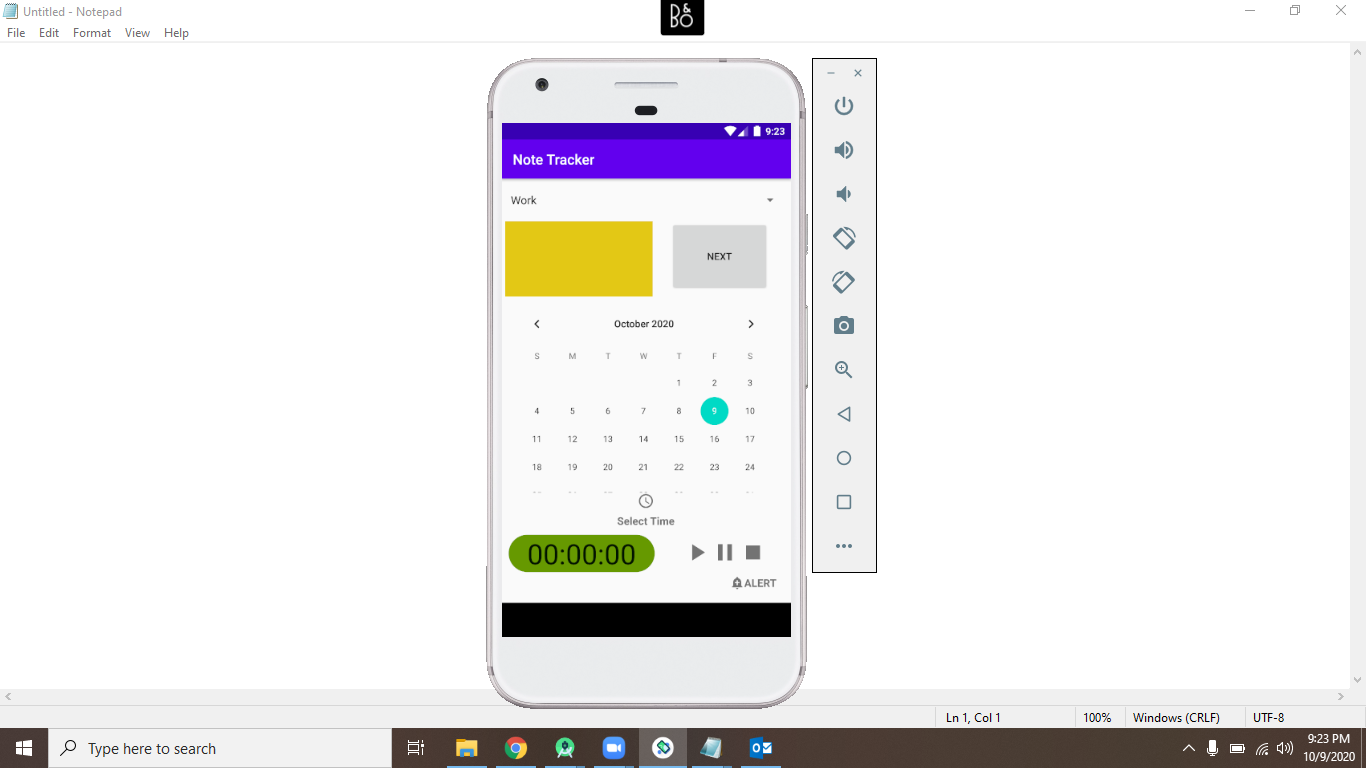 Untitled - Notepad
File Edit Format View Help
B&O
9:23
Note Tracker
Work
NEXT
October 2020
S M T W T F S
1 2 3
4 5 6 7 8 9 10
11 12 13 14 15 16 17
18 19 20 21 22 23 24
Select Time
00:00:00
ALERT
Ln 1, Col 1 100% Windows (CRLF) UTF-8
Type here to search
9:23 PM
10/9/2020